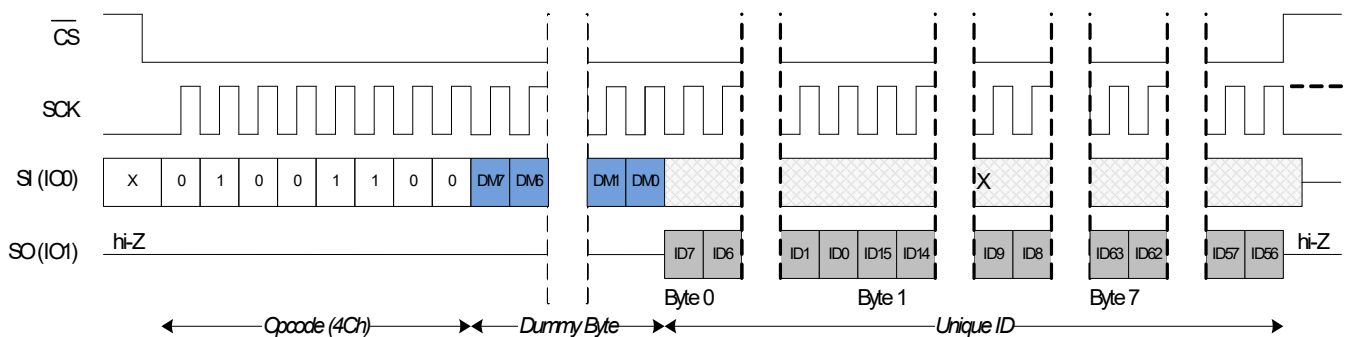 CS
SCK
SI (IO0) X 0 1 0 0 1 1 0 0 DM7 DM6 DM1 DM0 X
SO (IO1) hi-Z ID7 ID6 ID1 ID0 ID15 ID14 ID9 ID8 ID63 ID62 ID57 ID56 hi-Z
Byte 0 Byte 1 Byte 7
Opcode (4Ch) Dummy Byte Unique ID